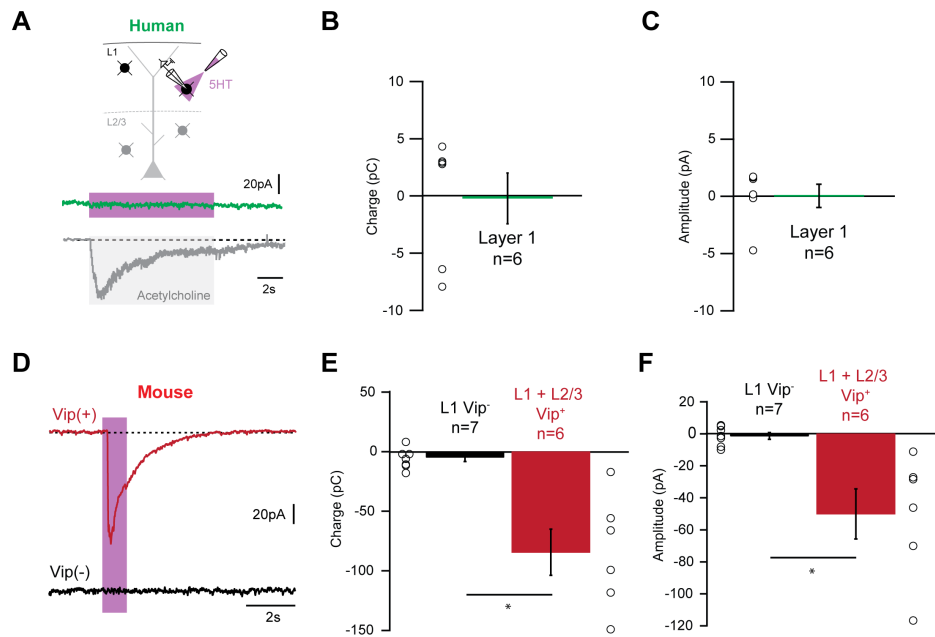 A
Human
L1
5HT
L2/3
20pA
Acetylcholine
2s
B
10
5
0
-5
-10
Charge (pC)
Layer 1
n=6
C
10
5
0
-5
-10
Amplitude (pA)
Layer 1
n=6
D
Mouse
Vip(+)
20pA
Vip(-)
2s
E
50
0
-50
-100
-150
Charge (pC)
L1 Vip⁻
n=7
L1 + L2/3
Vip⁺
n=6
*
F
20
0
-20
-40
-60
-80
-100
-120
Amplitude (pA)
L1 Vip⁻
n=7
L1 + L2/3
Vip⁺
n=6
*